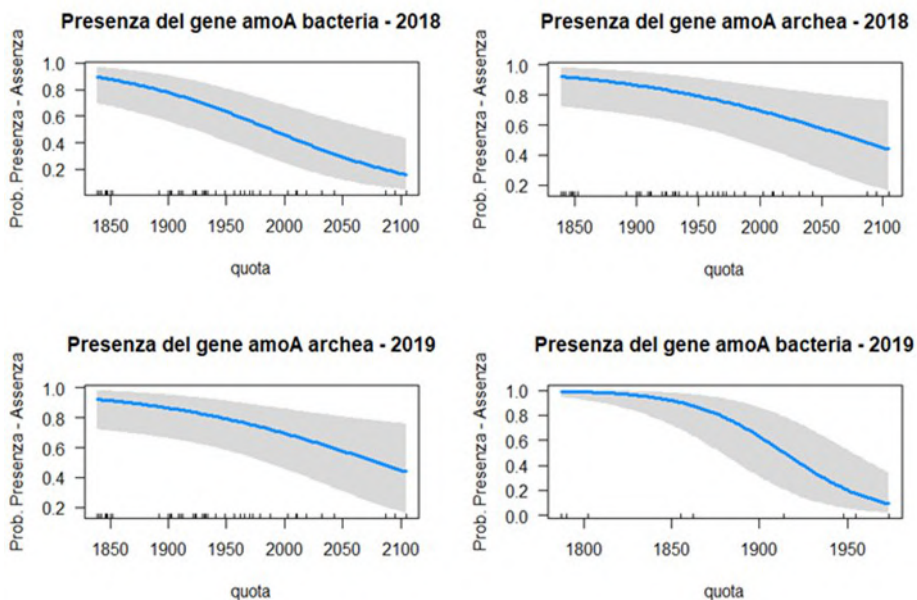 Presenza del gene amoA bacteria - 2018
Prob. Presenza - Assenza
1.0
0.8
0.6
0.4
0.2
1850 1900 1950 2000 2050 2100
quota
Presenza del gene amoA archea - 2018
Prob. Presenza - Assenza
1.0
0.8
0.6
0.4
0.2
1850 1900 1950 2000 2050 2100
quota
Presenza del gene amoA archea - 2019
Prob. Presenza - Assenza
1.0
0.8
0.6
0.4
0.2
1850 1900 1950 2000 2050 2100
quota
Presenza del gene amoA bacteria - 2019
Prob. Presenza - Assenza
1.0
0.8
0.6
0.4
0.2
0.0
1800 1850 1900 1950
quota